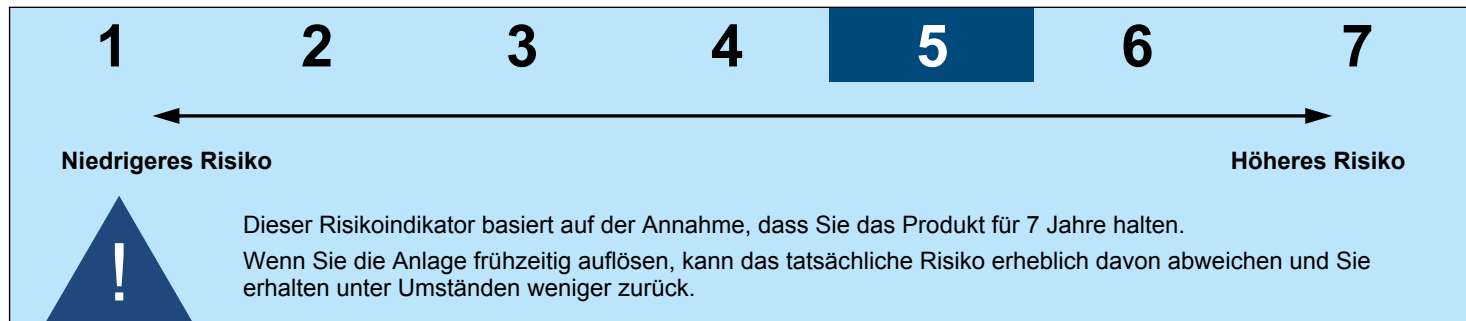 1 2 3 4 5 6 7
Niedrigeres Risiko Höheres Risiko
!
Dieser Risikoindikator basiert auf der Annahme, dass Sie das Produkt für 7 Jahre halten.
Wenn Sie die Anlage frühzeitig auflösen, kann das tatsächliche Risiko erheblich davon abweichen und Sie
erhalten unter Umständen weniger zurück.